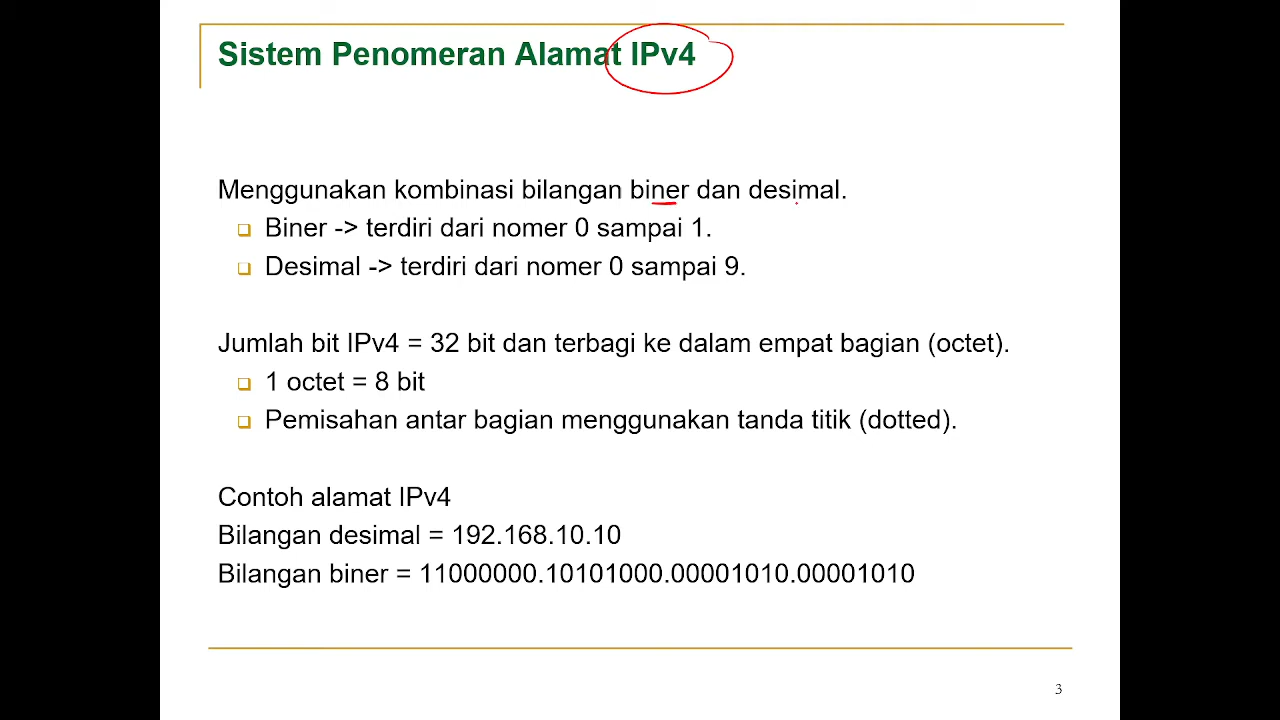 Sistem Penomeran Alamat IPv4
Menggunakan kombinasi bilangan biner dan desimal.
Biner -> terdiri dari nomer 0 sampai 1.
Desimal -> terdiri dari nomer 0 sampai 9.
Jumlah bit IPv4 = 32 bit dan terbagi ke dalam empat bagian (octet).
1 octet = 8 bit
Pemisahan antar bagian menggunakan tanda titik (dotted).
Contoh alamat IPv4
Bilangan desimal = 192.168.10.10
Bilangan biner = 11000000.10101000.00001010.00001010
3